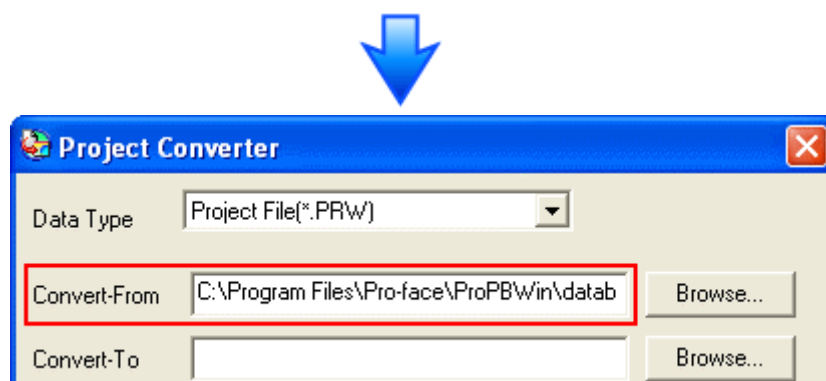 Project Converter
Data Type Project File(*.PRW)
Convert-From C:\Program Files\Pro-face\ProPBWin\datab Browse...
Convert-To Browse...